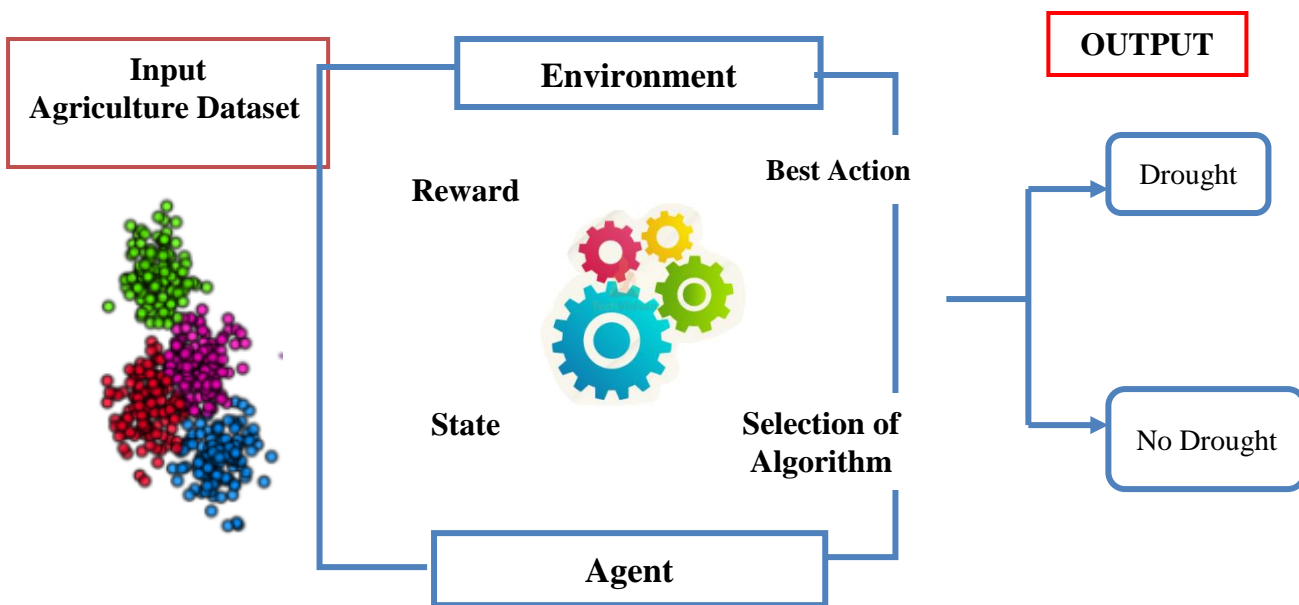 Input
Agriculture Dataset
Environment
OUTPUT
Reward
Best Action
Drought
State
Selection of
Algorithm
No Drought
Agent